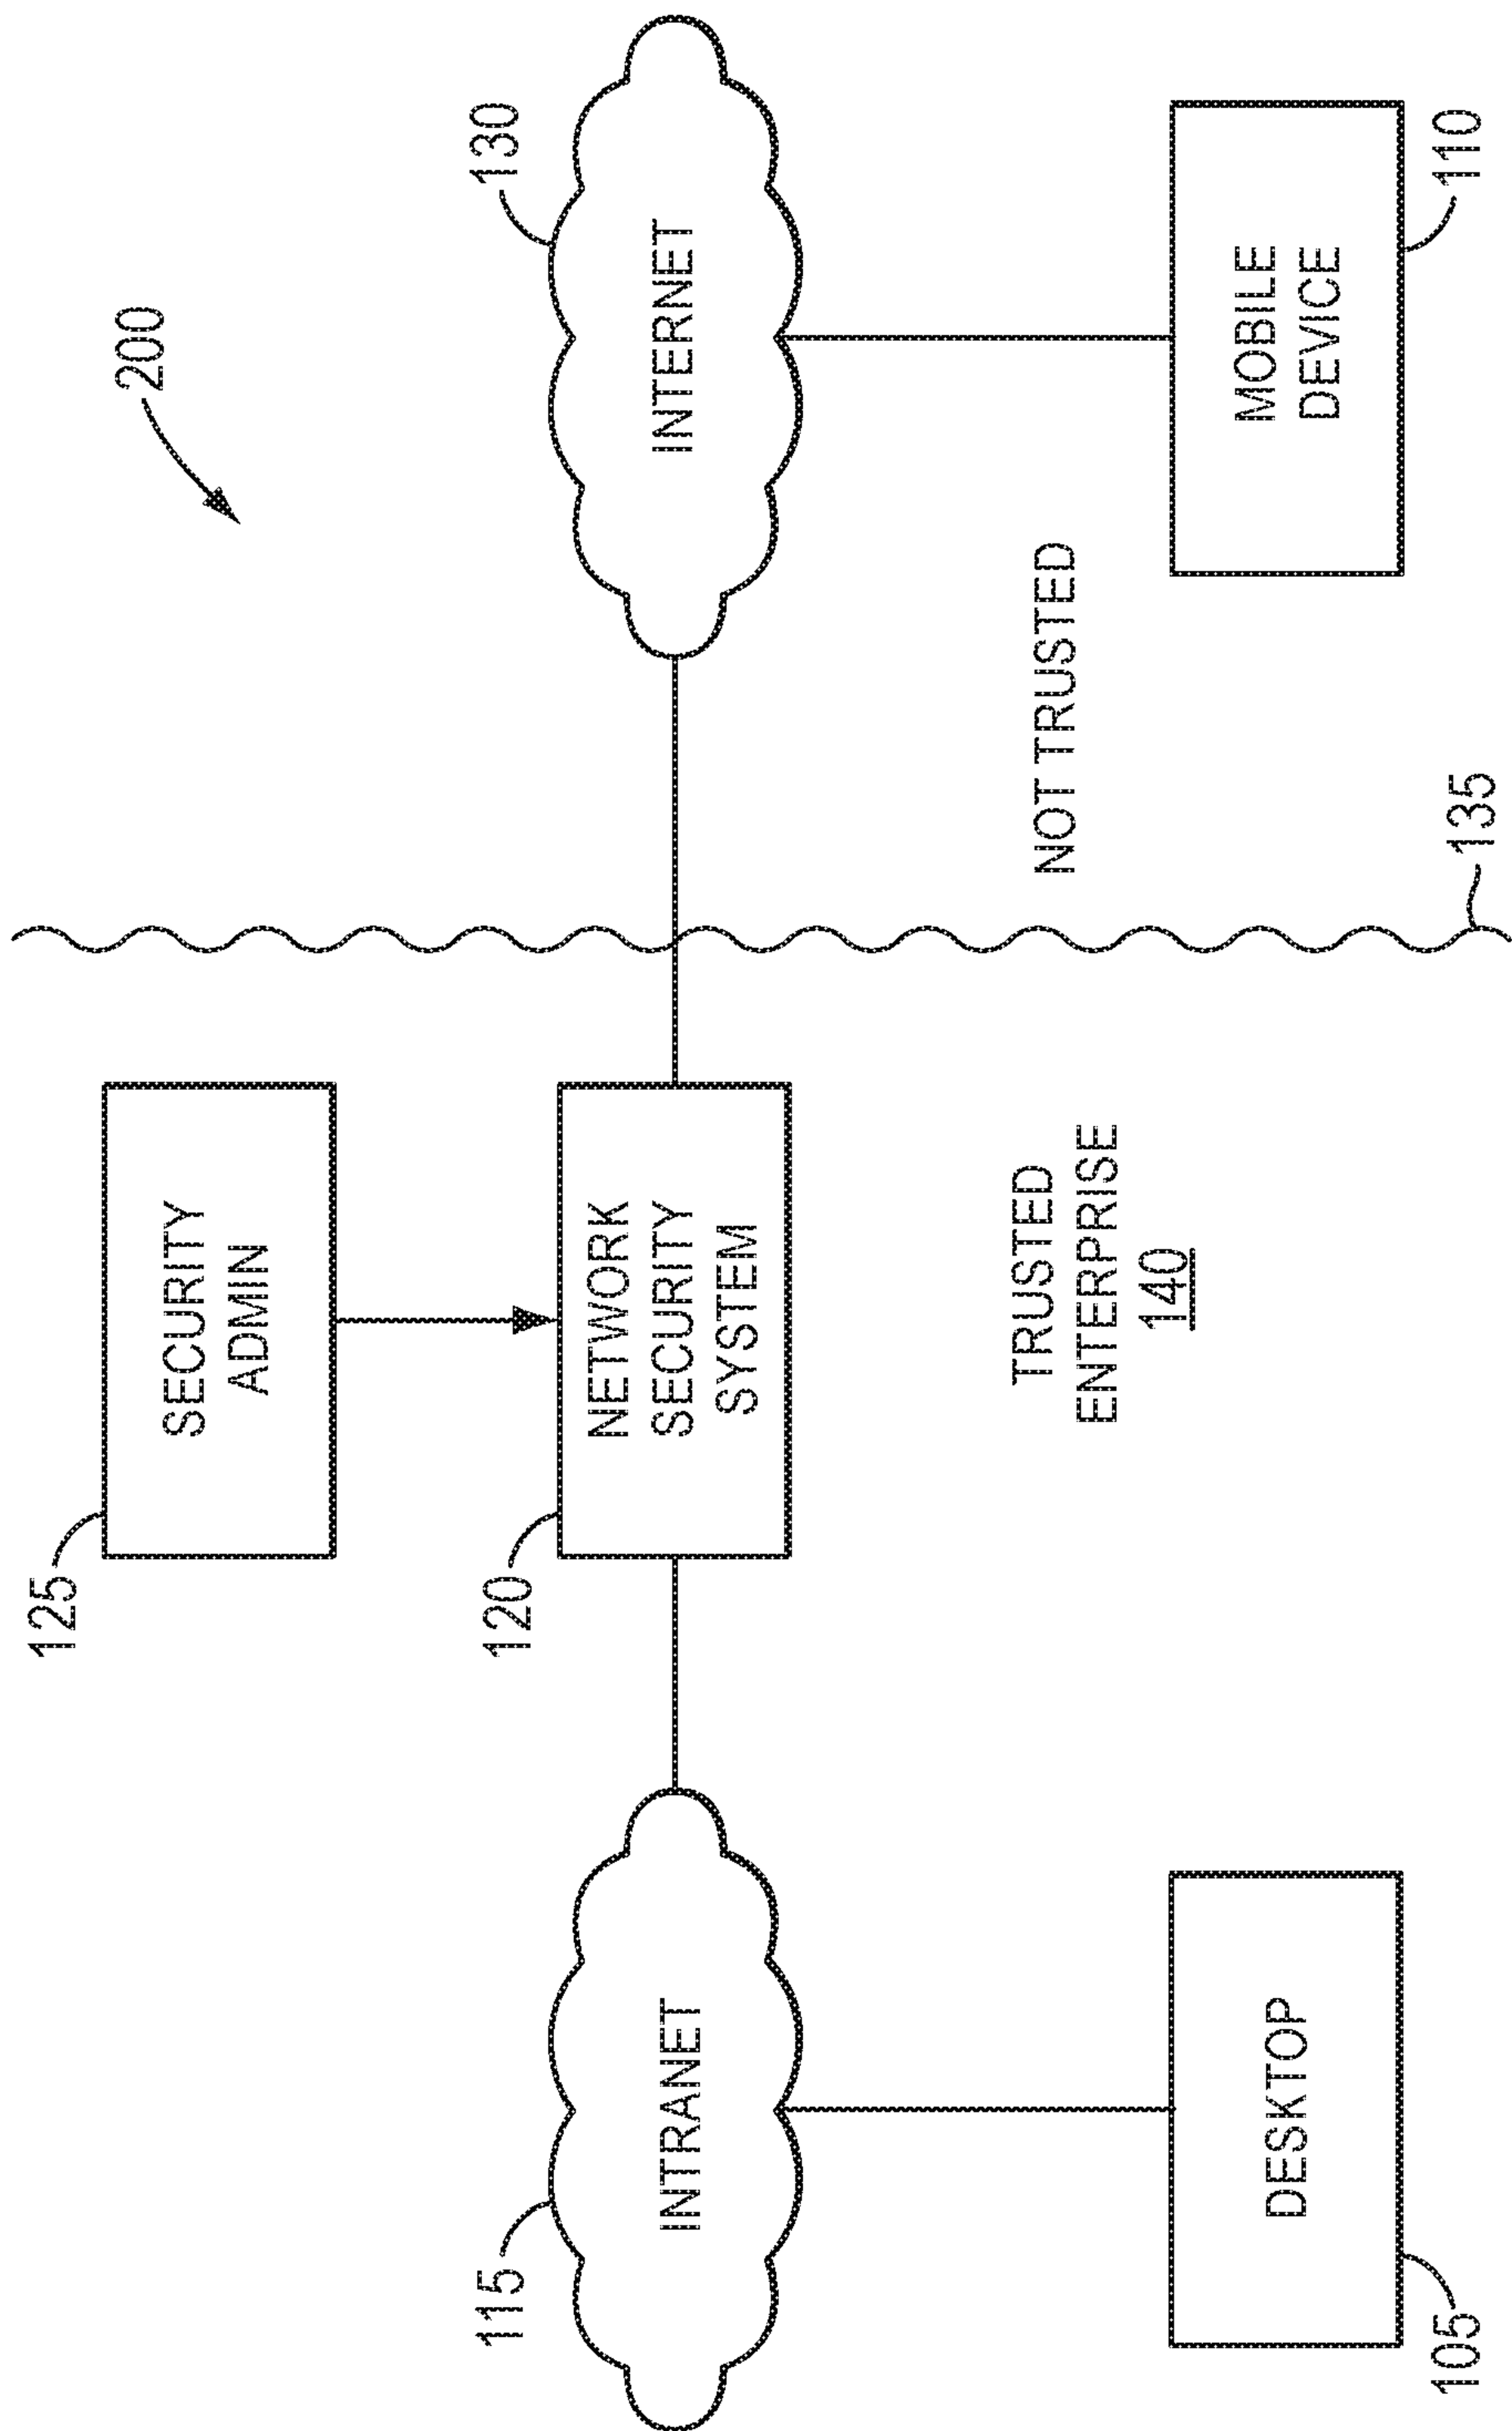 200
125
SECURITY
ADMIN
115
INTRANET
120
NETWORK
SECURITY
SYSTEM
130
INTERNET
TRUSTED
ENTERPRISE
140
NOT TRUSTED
105
DESKTOP
135
MOBILE
DEVICE
110